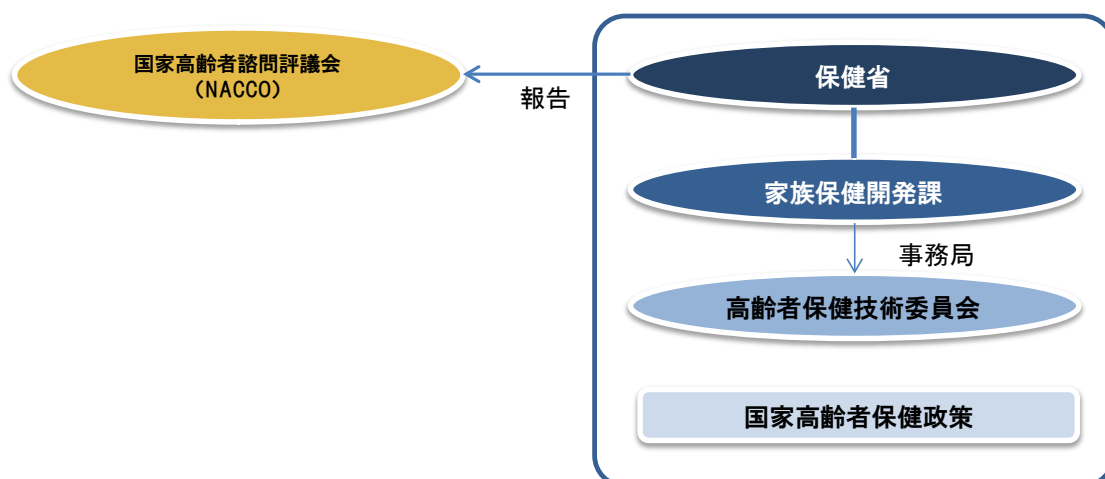 国家高齢者諮問評議会
(NACCO)
保健省
報告
家族保健開発課
事務局
高齢者保健技術委員会
国家高齢者保健政策